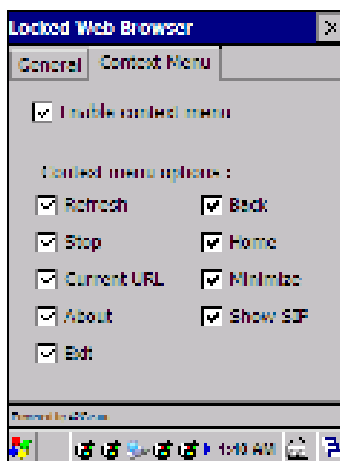 Locked Web Browser
General Context Menu
Enable context menu
Context menu options :
Refresh Back
Stop Home
Current URL Minimize
About Show SIP
Exit
1:40 AM